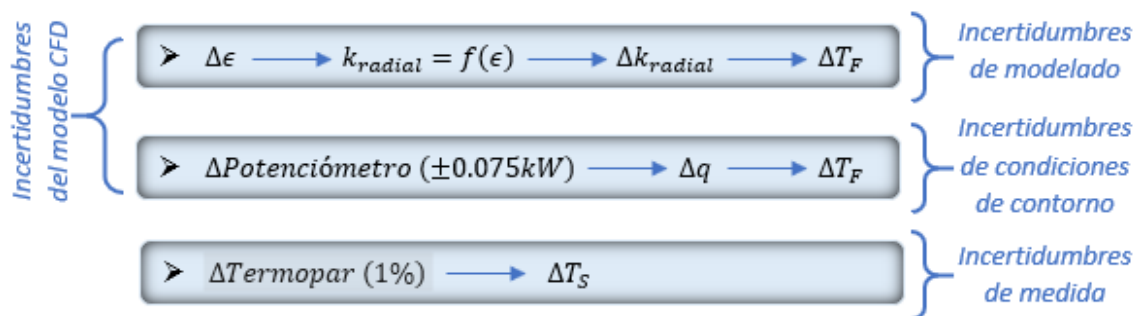 Incertidumbres
del modelo CFD
➤ Δϵ ⟶ k_radial = f(ϵ) ⟶ Δk_radial ⟶ ΔT_F
Incertidumbres
de modelado
➤ ΔPotenciómetro (±0.075kW) ⟶ Δq ⟶ ΔT_F
Incertidumbres
de condiciones
de contorno
➤ ΔTermopar (1%) ⟶ ΔT_S
Incertidumbres
de medida